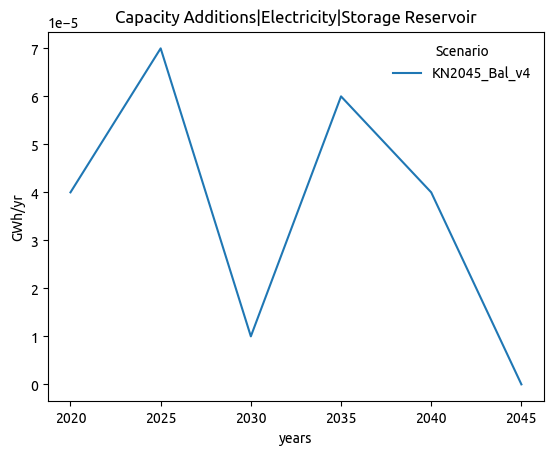 Capacity Additions|Electricity|Storage Reservoir
1e−5
Scenario
KN2045_Bal_v4
7
6
5
4
3
2
1
0
GWh/yr
2020 2025 2030 2035 2040 2045
years